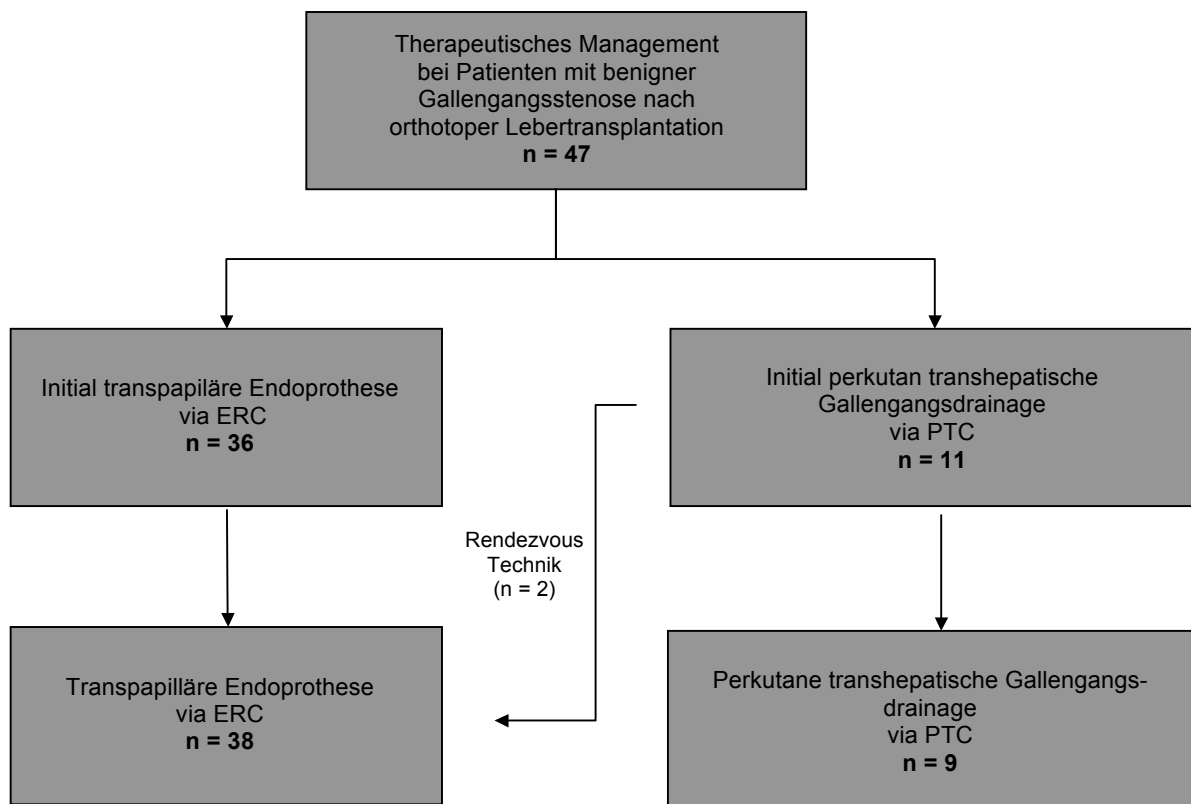 Therapeutisches Management
bei Patienten mit benigner
Gallengangsstenose nach
orthotoper Lebertransplantation
n = 47
Initial transpapiläre Endoprothese
via ERC
n = 36
Initial perkutan transhepatische
Gallengangsdrainage
via PTC
n = 11
Rendezvous
Technik
(n = 2)
Transpapilläre Endoprothese
via ERC
n = 38
Perkutane transhepatische Gallengangs-
drainage
via PTC
n = 9